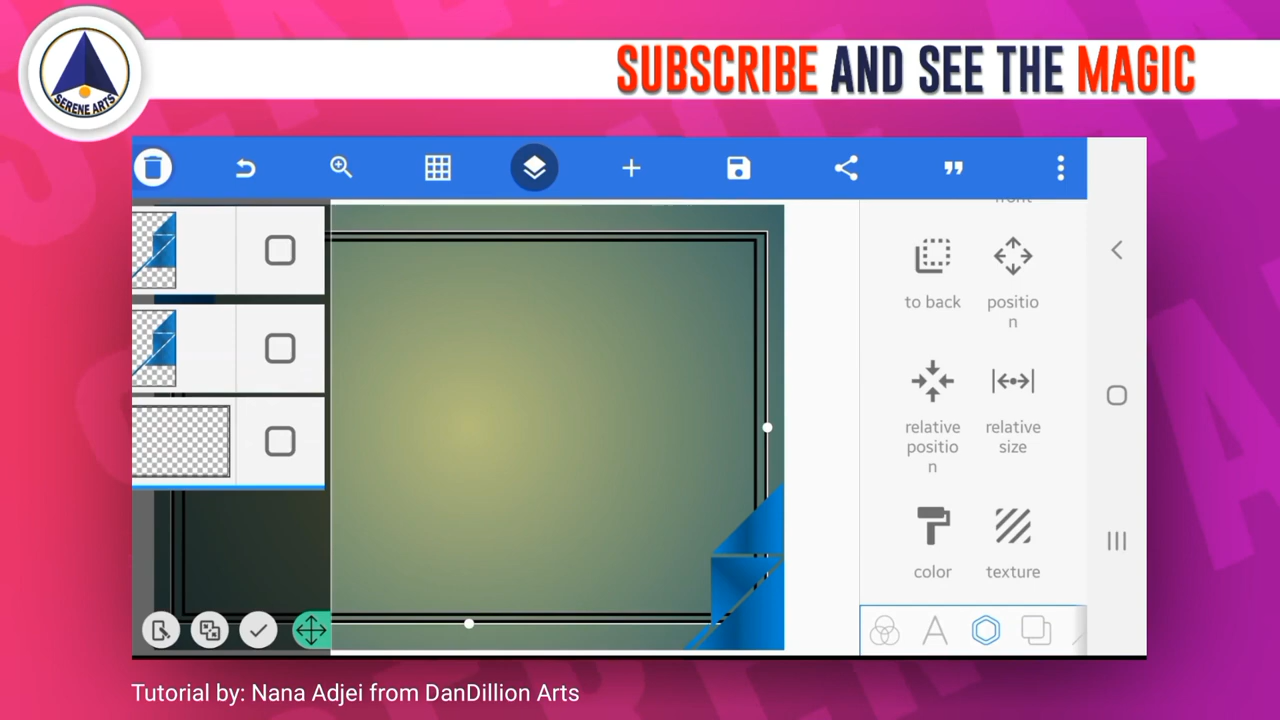 SUBSCRIBE AND SEE THE MAGIC
SERENE ARTS
to back
positio
n
relative
positio
n
relative
size
color
texture
Tutorial by: Nana Adjei from DanDillion Arts